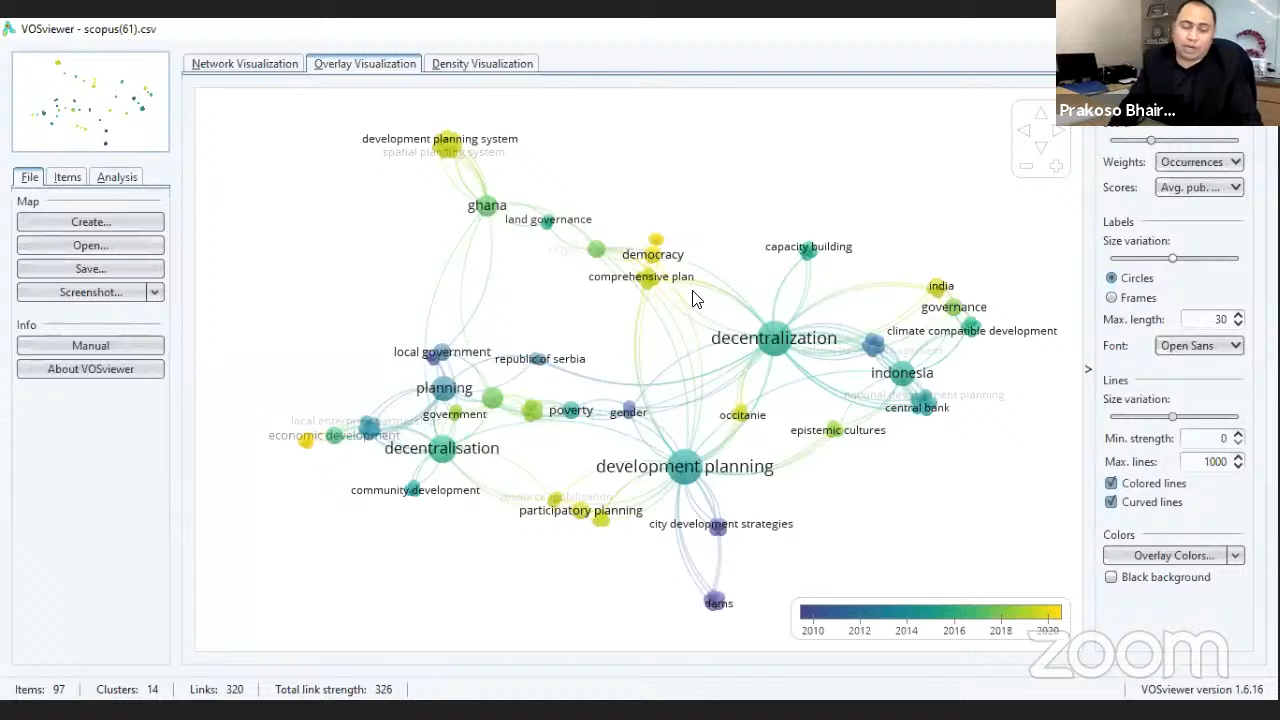 VOSviewer - scopus(61).csv
Prakoso Bhair...
Network Visualization
Overlay Visualization
Density Visualization
File
Items
Analysis
Map
Create...
Open...
Save...
Screenshot...
Info
Manual
About VOSviewer
development planning system
spatial planning system
ghana
land governance
democracy
comprehensive plan
capacity building
india
governance
climate compatible development
decentralization
indonesia
national development planning
central bank
local government
republic of serbia
planning
government
poverty
gender
occitanie
epistemic cultures
economic development
decentralisation
development planning
community development
resource mobilisation
participatory planning
city development strategies
dams
2010
2012
2014
2016
2018
2020
Weights:
Occurrences
Scores:
Avg. pub. ...
Labels
Size variation:
Circles
Frames
Max. length:
30
Font:
Open Sans
Lines
Size variation:
Min. strength:
0
Max. lines:
1000
Colored lines
Curved lines
Colors
Overlay Colors...
Black background
zoom
Items: 97
Clusters: 14
Links: 320
Total link strength: 326
VOSviewer version 1.6.16